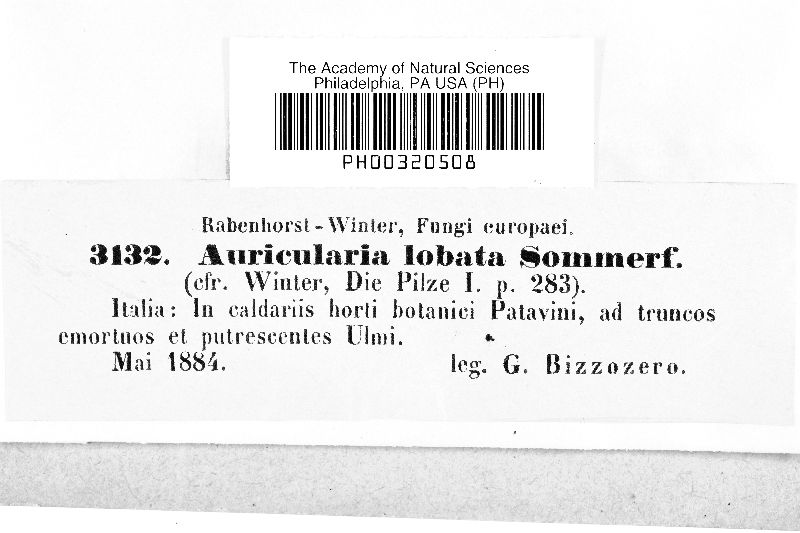 The Academy of Natural Sciences
Philadelphia, PA USA (PH)
PH00320508
Rabenhorst-Winter, Fungi europaei.
3132. Auricularia lobata Sommerf.
(cfr. Winter, Die Pilze I. p. 283).
Italia: In caldariis horti botanici Patavini, ad truncos
emortuos et putrescentes Ulmi.
Mai 1884. leg. G. Bizzozero.